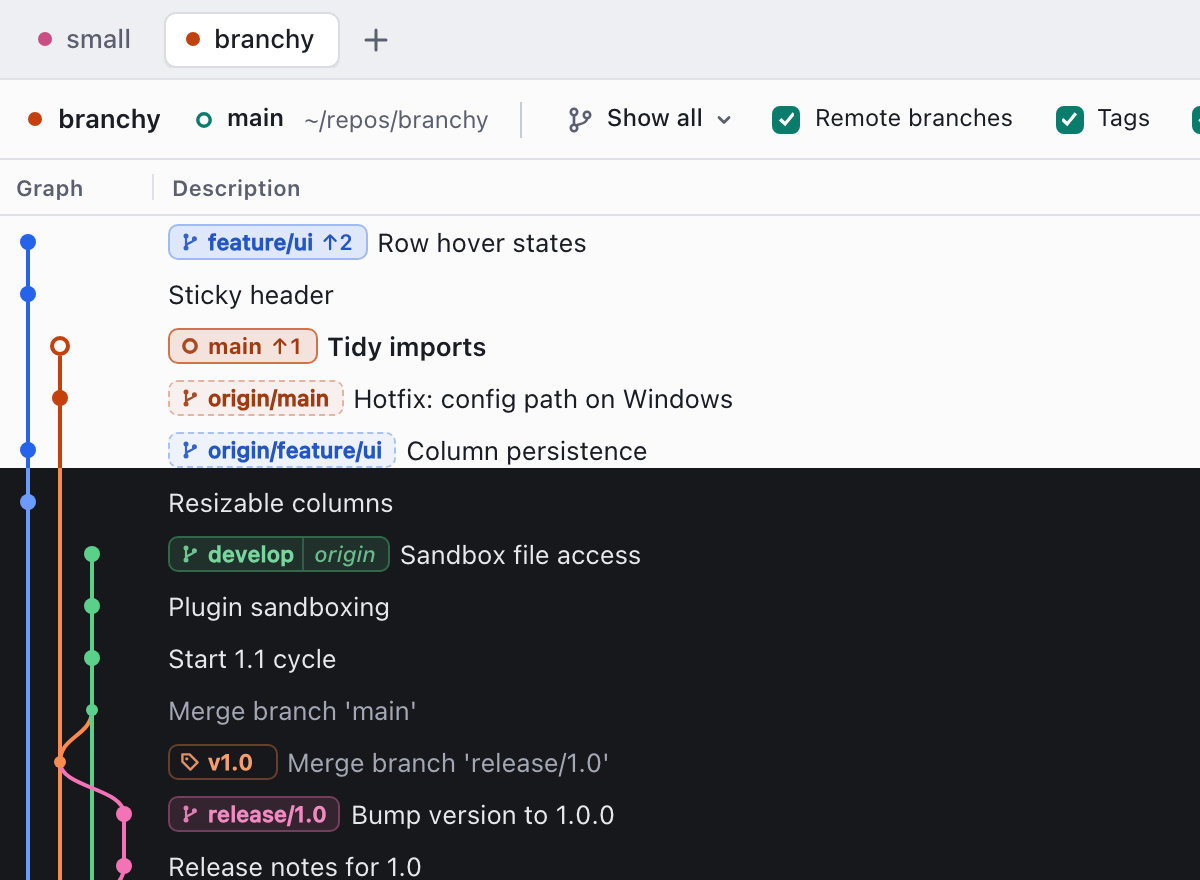 small branchy +
branchy main ~/repos/branchy Show all Remote branches Tags
Graph Description
feature/ui ↑2 Row hover states
Sticky header
main ↑1 Tidy imports
origin/main Hotfix: config path on Windows
origin/feature/ui Column persistence
Resizable columns
develop origin Sandbox file access
Plugin sandboxing
Start 1.1 cycle
Merge branch 'main'
v1.0 Merge branch 'release/1.0'
release/1.0 Bump version to 1.0.0
Release notes for 1.0